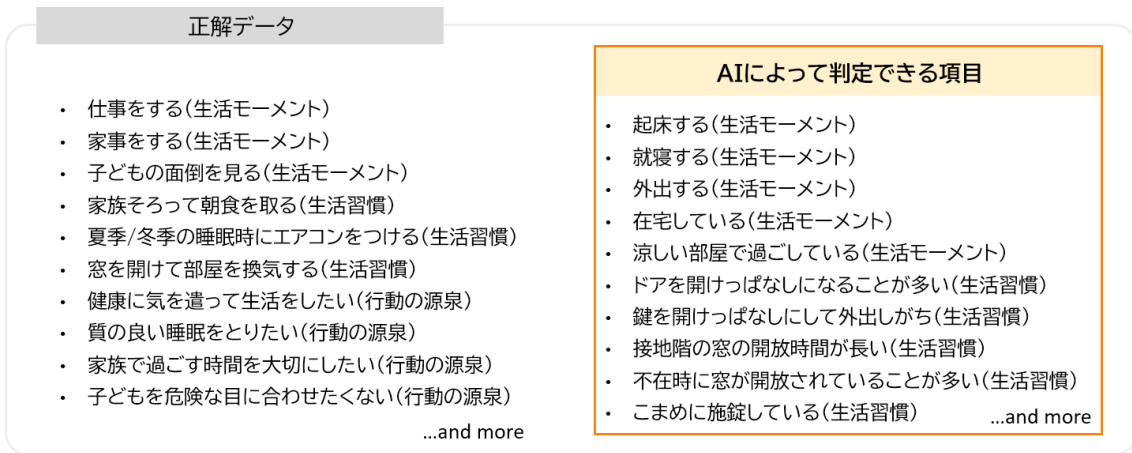 正解データ
・ 仕事をする(生活モーメント)
・ 家事をする(生活モーメント)
・ 子どもの面倒を見る(生活モーメント)
・ 家族そろって朝食を取る(生活習慣)
・ 夏季/冬季の睡眠時にエアコンをつける(生活習慣)
・ 窓を開けて部屋を換気する(生活習慣)
・ 健康に気を遣って生活をしたい(行動の源泉)
・ 質の良い睡眠をとりたい(行動の源泉)
・ 家族で過ごす時間を大切にしたい(行動の源泉)
・ 子どもを危険な目に合わせたくない(行動の源泉)
...and more
AIによって判定できる項目
・ 起床する(生活モーメント)
・ 就寝する(生活モーメント)
・ 外出する(生活モーメント)
・ 在宅している(生活モーメント)
・ 涼しい部屋で過ごしている(生活モーメント)
・ ドアを開けっぱなしになることが多い(生活習慣)
・ 鍵を開けっぱなしにして外出しがち(生活習慣)
・ 接地階の窓の開放時間が長い(生活習慣)
・ 不在時に窓が開放されていることが多い(生活習慣)
・ こまめに施錠している(生活習慣)
...and more